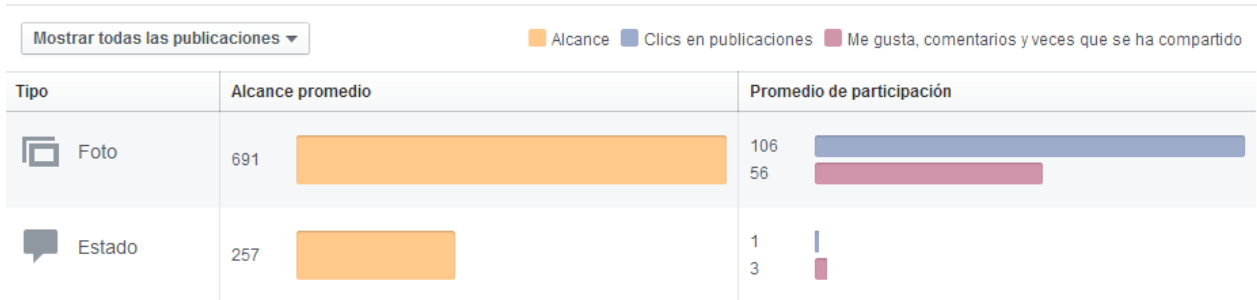 Mostrar todas las publicaciones
Alcance Clics en publicaciones Me gusta, comentarios y veces que se ha compartido
Tipo Alcance promedio Promedio de participación
Foto 691 106
56
Estado 257 1
3